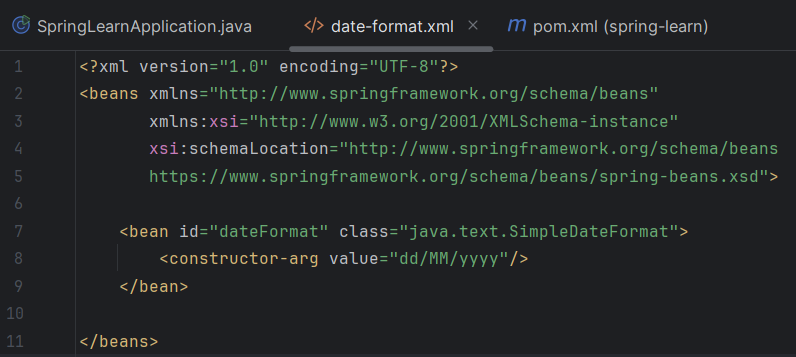 SpringLearnApplication.java </> date-format.xml × m pom.xml (spring-learn)
1 <?xml version="1.0" encoding="UTF-8"?>
2 <beans xmlns="http://www.springframework.org/schema/beans"
3 xmlns:xsi="http://www.w3.org/2001/XMLSchema-instance"
4 xsi:schemaLocation="http://www.springframework.org/schema/beans
5 https://www.springframework.org/schema/beans/spring-beans.xsd">
6
7 <bean id="dateFormat" class="java.text.SimpleDateFormat">
8 <constructor-arg value="dd/MM/yyyy"/>
9 </bean>
10
11 </beans>